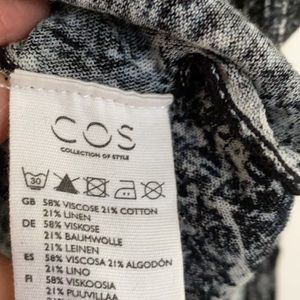 COS
COLLECTION OF STYLE
30
GB 58% VISCOSE 21% COTTON
21% LINEN
DE 58% VISKOSE
21% BAUMWOLLE
21% LEINEN
ES 58% VISCOSA 21% ALGODÓN
21% LINO
FI 58% VISKOOSIA
21% PUUVILLAA